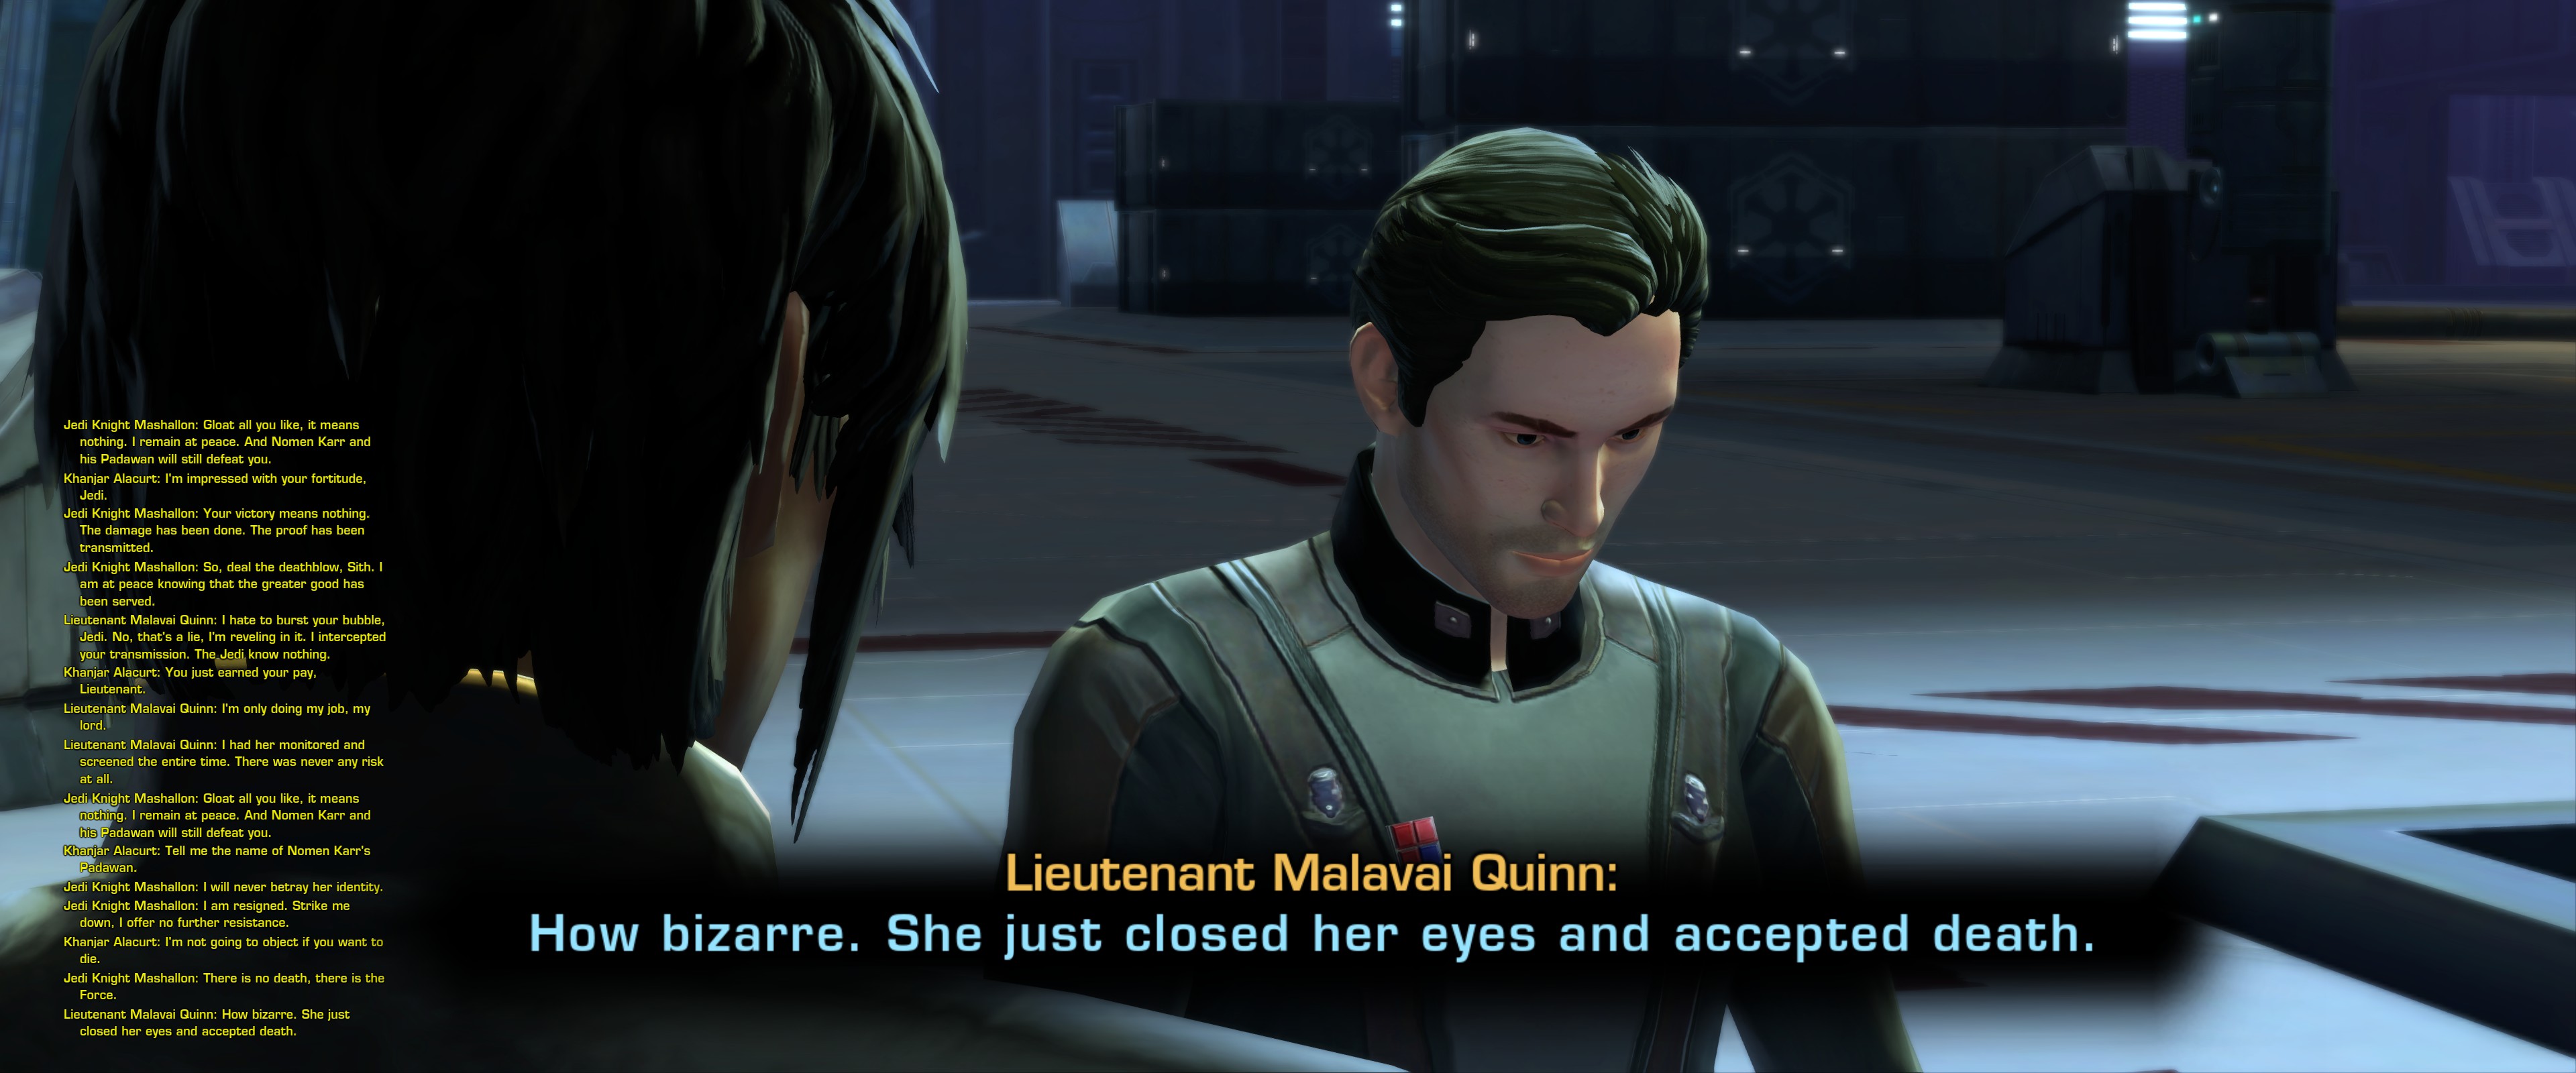 Jedi Knight Mashallon: Gloat all you like, it means
nothing. I remain at peace. And Nomen Karr and
his Padawan will still defeat you.
Khanjar Alacurt: I'm impressed with your fortitude,
Jedi.
Jedi Knight Mashallon: Your victory means nothing.
The damage has been done. The proof has been
transmitted.
Jedi Knight Mashallon: So, deal the deathblow, Sith. I
am at peace knowing that the greater good has
been served.
Lieutenant Malavai Quinn: I hate to burst your bubble,
Jedi. No, that's a lie, I'm reveling in it. I intercepted
your transmission. The Jedi know nothing.
Khanjar Alacurt: You just earned your pay,
Lieutenant.
Lieutenant Malavai Quinn: I'm only doing my job, my
lord.
Lieutenant Malavai Quinn: I had her monitored and
screened the entire time. There was never any risk
at all.
Jedi Knight Mashallon: Gloat all you like, it means
nothing. I remain at peace. And Nomen Karr and
his Padawan will still defeat you.
Khanjar Alacurt: Tell me the name of Nomen Karr's
Padawan.
Jedi Knight Mashallon: I will never betray her identity.
Jedi Knight Mashallon: I am resigned. Strike me
down, I offer no further resistance.
Khanjar Alacurt: I'm not going to object if you want to
die.
Jedi Knight Mashallon: There is no death, there is the
Force.
Lieutenant Malavai Quinn: How bizarre. She just
closed her eyes and accepted death.
Lieutenant Malavai Quinn:
How bizarre. She just closed her eyes and accepted death.